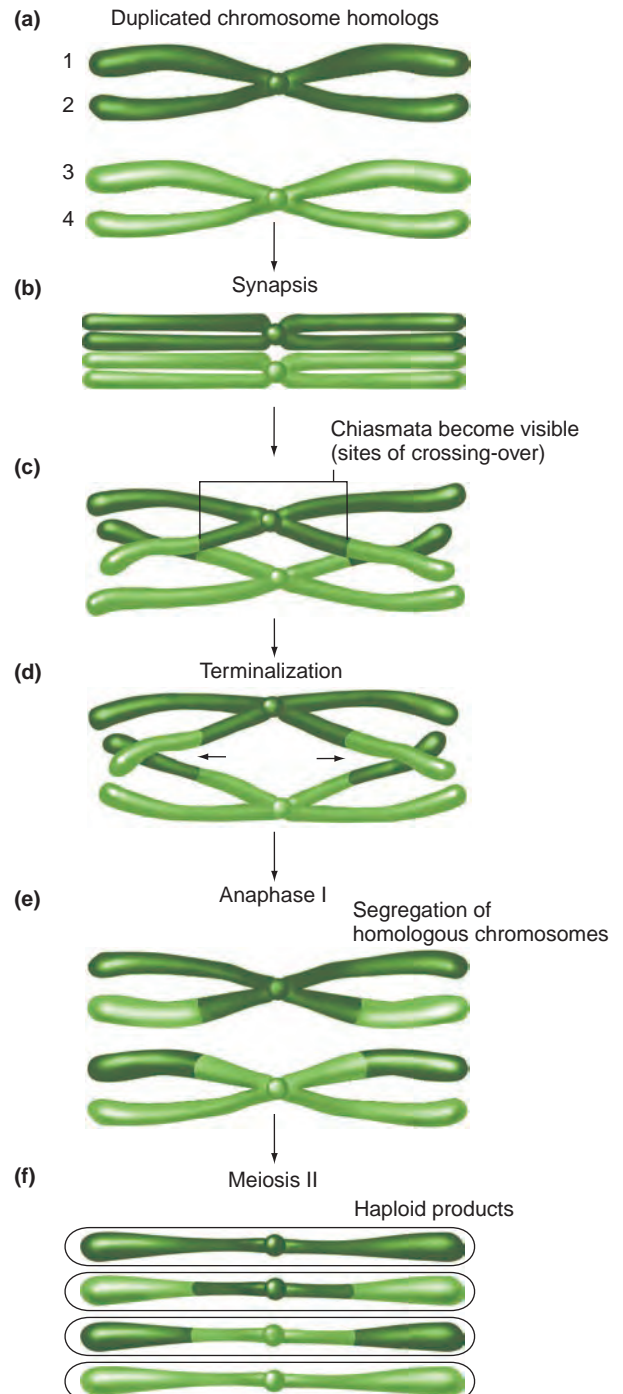 (a)
Duplicated chromosome homologs
1
2
3
4
(b)
Synapsis
Chiasmata become visible
(sites of crossing-over)
(c)
Terminalization
(d)
Anaphase I
(e)
Segregation of
homologous chromosomes
Meiosis II
(f)
Haploid products